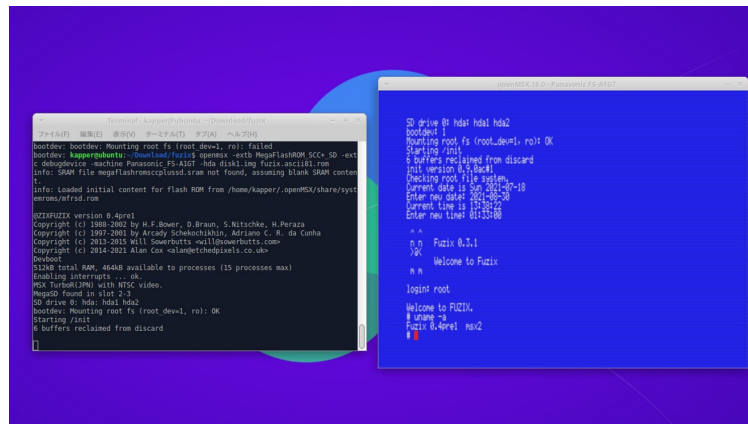 Terminal - kapper@ubuntu: ~/Download/fuzix
ファイル(F) 編集(E) 表示(V) ターミナル(T) タブ(A) ヘルプ(H)
bootdev: bootdev: Mounting root fs (root_dev=1, ro): failed
bootdev: kapper@ubuntu:~/Download/fuzix$ openmsx -extb MegaFlashROM_SCC+_SD -ext
c debugdevice -machine Panasonic_FS-A1GT -hda disk1.img fuzix.ascii81.rom
info: SRAM file megaflashromsccplussd.sram not found, assuming blank SRAM conten
t.
info: Loaded initial content for flash ROM from /home/kapper/.openMSX/share/syst
emroms/mfrsd.rom
@ZIXFUZIX version 0.4pre1
Copyright (c) 1988-2002 by H.F.Bower, D.Braun, S.Nitschke, H.Peraza
Copyright (c) 1997-2001 by Arcady Schekochikhin, Adriano C. R. da Cunha
Copyright (c) 2013-2015 Will Sowerbutts <will@sowerbutts.com>
Copyright (c) 2014-2021 Alan Cox <alan@etchedpixels.co.uk>
Devboot
512kB total RAM, 464kB available to processes (15 processes max)
Enabling interrupts ... ok.
MSX TurboR(JPN) with NTSC video.
MegaSD found in slot 2-3
SD drive 0: hda: hda1 hda2
bootdev: Mounting root fs (root_dev=1, ro): OK
Starting /init
6 buffers reclaimed from discard
openMSX 16.0 - Panasonic FS-A1GT
SD drive 0: hda: hda1 hda2
bootdev: 1
Mounting root fs (root_dev=1, ro): OK
Starting /init
6 buffers reclaimed from discard
init version 0.9.0ac#1
Checking root file system.
Current date is Sun 2021-07-18
Enter new date: 2021-08-30
Current time is 13:38:22
Enter new time: 01:33:00
^ ^
n n Fuzix 0.3.1
>@<
Welcome to Fuzix
m m
login: root
Welcome to FUZIX.
# uname -a
Fuzix 0.4pre1 msx2
#